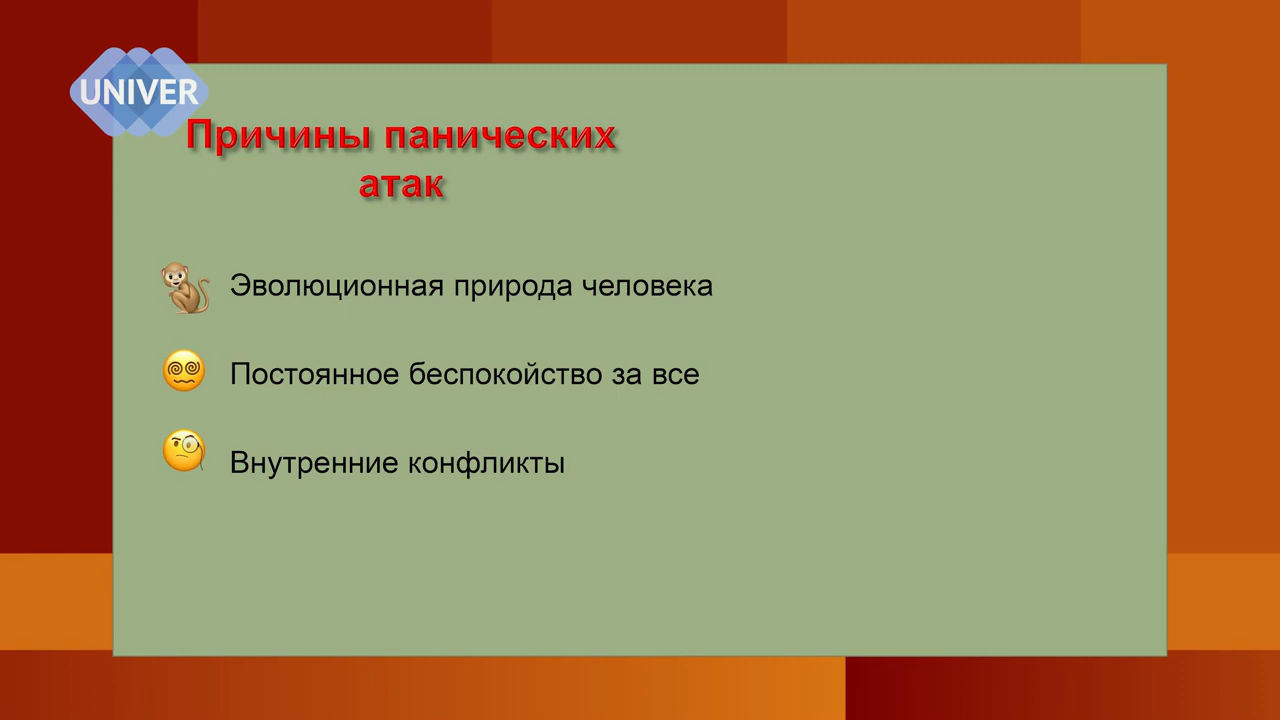 UNIVER
Причины панических
атак
Эволюционная природа человека
Постоянное беспокойство за все
Внутренние конфликты